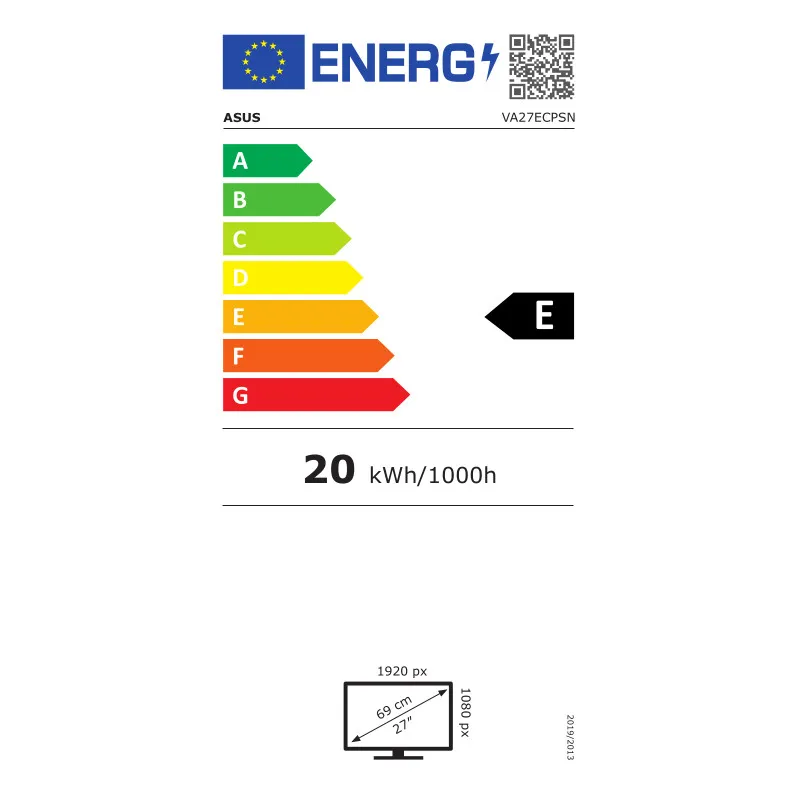 ENERG
ASUS VA27ECPSN
A
B
C
D
E
E
F
G
20 kWh/1000h
1920 px
1080 px
69 cm
27”
2019/2013